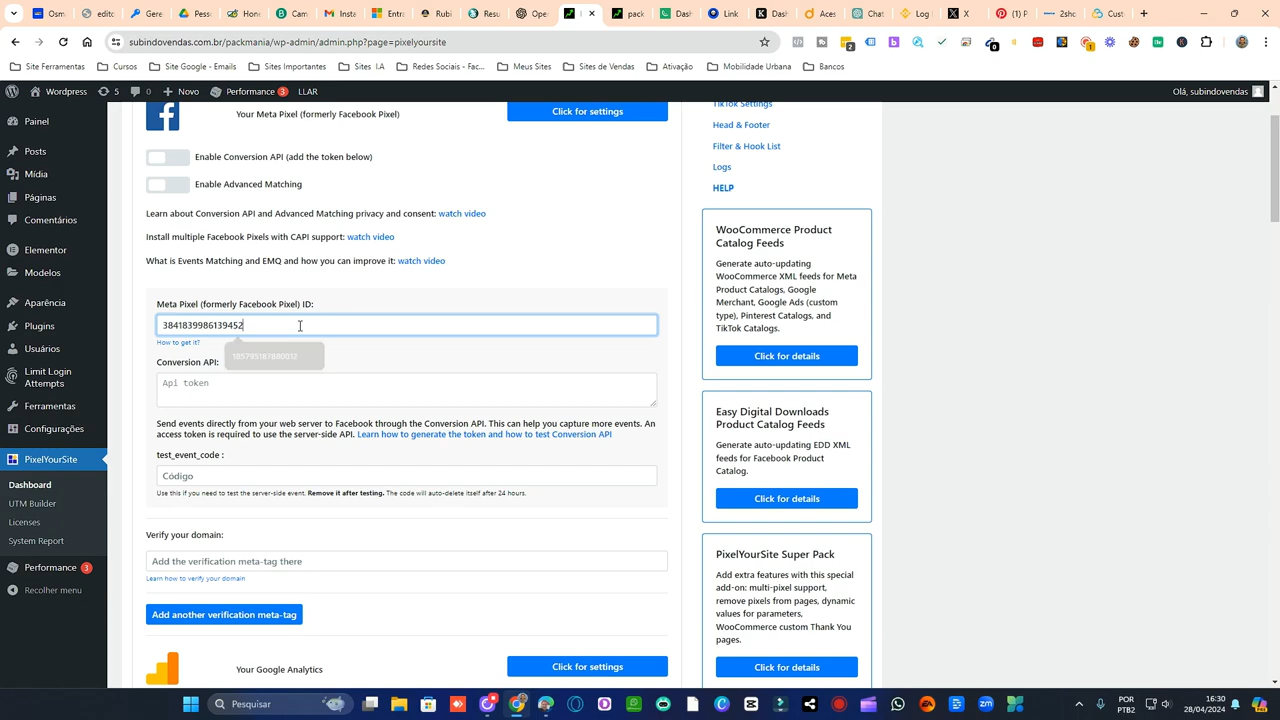 pack
(1) P
Custo
Lag
subindovendas.com.br/packmania/wp-admin/admin.php?page=pixelyoursite
Site Ferramentas
Cursos
Site Google - Emails
Sites Importantes
Sites I.A
Redes Sociais - Fac...
Meus Sites
Sites de Vendas
Ativação
Mobilidade Urbana
Bancos
Wordpress
5
0
Novo
Performance 3
LLAR
Olá, subindovendas
Painel
Posts
Mídia
Páginas
Comentários
Elementor
Modelos
Aparência
Plugins
Usuários
Limit Login
Attempts
Ferramentas
Configurações
PixelYourSite
Dashboard
UTM Builder
Licenses
System Report
Performance 3
Recolher menu
Your Meta Pixel (formerly Facebook Pixel)
Click for settings
Enable Conversion API (add the token below)
Enable Advanced Matching
Learn about Conversion API and Advanced Matching privacy and consent: watch video
Install multiple Facebook Pixels with CAPI support: watch video
What is Events Matching and EMQ and how you can improve it: watch video
Meta Pixel (formerly Facebook Pixel) ID:
3841839986139452
How to get it?
185795187880012
Conversion API:
Api token
Send events directly from your web server to Facebook through the Conversion API. This can help you capture more events. An
access token is required to use the server-side API. Learn how to generate the token and how to test Conversion API
test_event_code :
Código
Use this if you need to test the server-side event. Remove it after testing. The code will auto-delete itself after 24 hours.
Verify your domain:
Add the verification meta-tag there
Learn how to verify your domain
Add another verification meta-tag
Your Google Analytics
Click for settings
TikTok Settings
Head & Footer
Filter & Hook List
Logs
HELP
WooCommerce Product
Catalog Feeds
Generate auto-updating
WooCommerce XML feeds for Meta
Product Catalogs, Google
Merchant, Google Ads (custom
type), Pinterest Catalogs, and
TikTok Catalogs.
Click for details
Easy Digital Downloads
Product Catalog Feeds
Generate auto-updating EDD XML
feeds for Facebook Product
Catalog.
Click for details
PixelYourSite Super Pack
Add extra features with this special
add-on: multi-pixel support,
remove pixels from pages, dynamic
values for parameters,
WooCommerce custom Thank You
pages.
Click for details
Pesquisar
POR
PTB2
16:30
28/04/2024